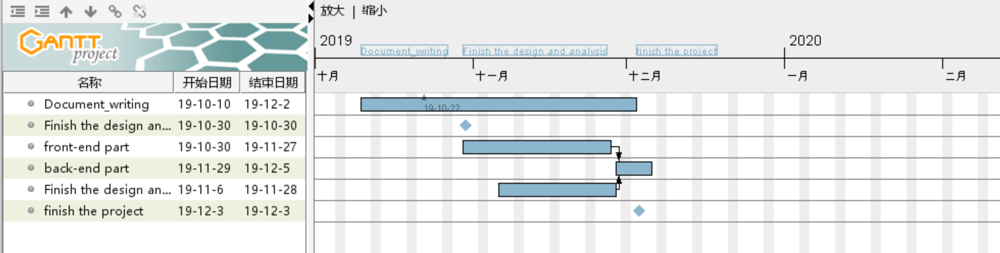 放大 | 缩小
GANTT
project
2019
2020
Document_writing
Finish the design and analysis
finish the project
十月
十一月
十二月
一月
二月
名称 开始日期 结束日期
Document_writing 19-10-10 19-12-2
19-10-22
Finish the design an... 19-10-30 19-10-30
front-end part 19-10-30 19-11-27
back-end part 19-11-29 19-12-5
Finish the design an... 19-11-6 19-11-28
finish the project 19-12-3 19-12-3